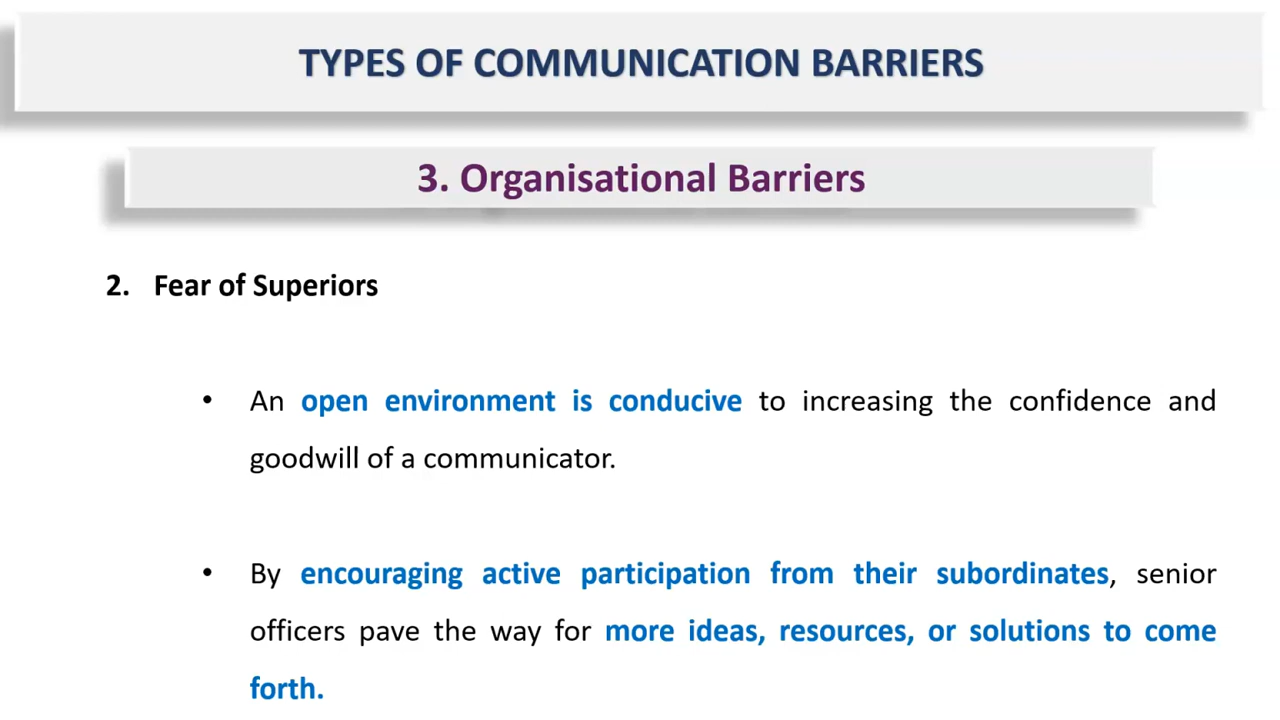 TYPES OF COMMUNICATION BARRIERS
3. Organisational Barriers
2. Fear of Superiors
• An open environment is conducive to increasing the confidence and
goodwill of a communicator.
• By encouraging active participation from their subordinates, senior
officers pave the way for more ideas, resources, or solutions to come
forth.